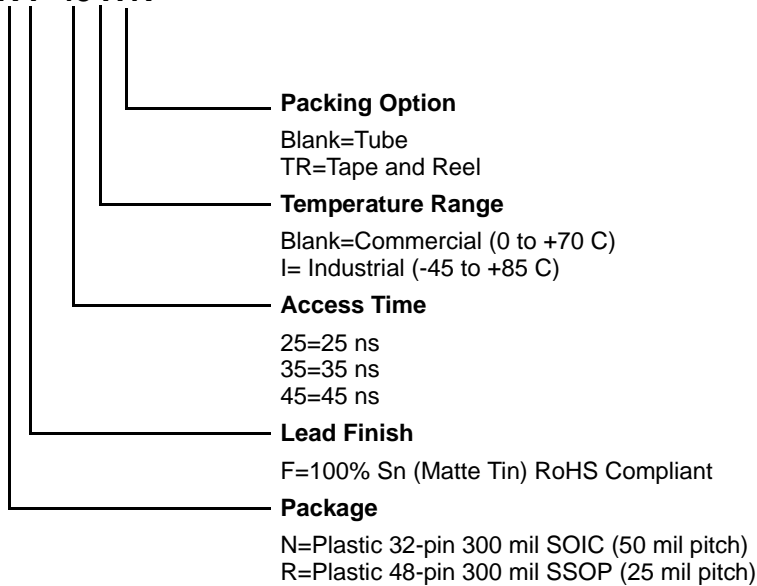 Packing Option
Blank=Tube
TR=Tape and Reel
Temperature Range
Blank=Commercial (0 to +70 C)
I= Industrial (-45 to +85 C)
Access Time
25=25 ns
35=35 ns
45=45 ns
Lead Finish
F=100% Sn (Matte Tin) RoHS Compliant
Package
N=Plastic 32-pin 300 mil SOIC (50 mil pitch)
R=Plastic 48-pin 300 mil SSOP (25 mil pitch)